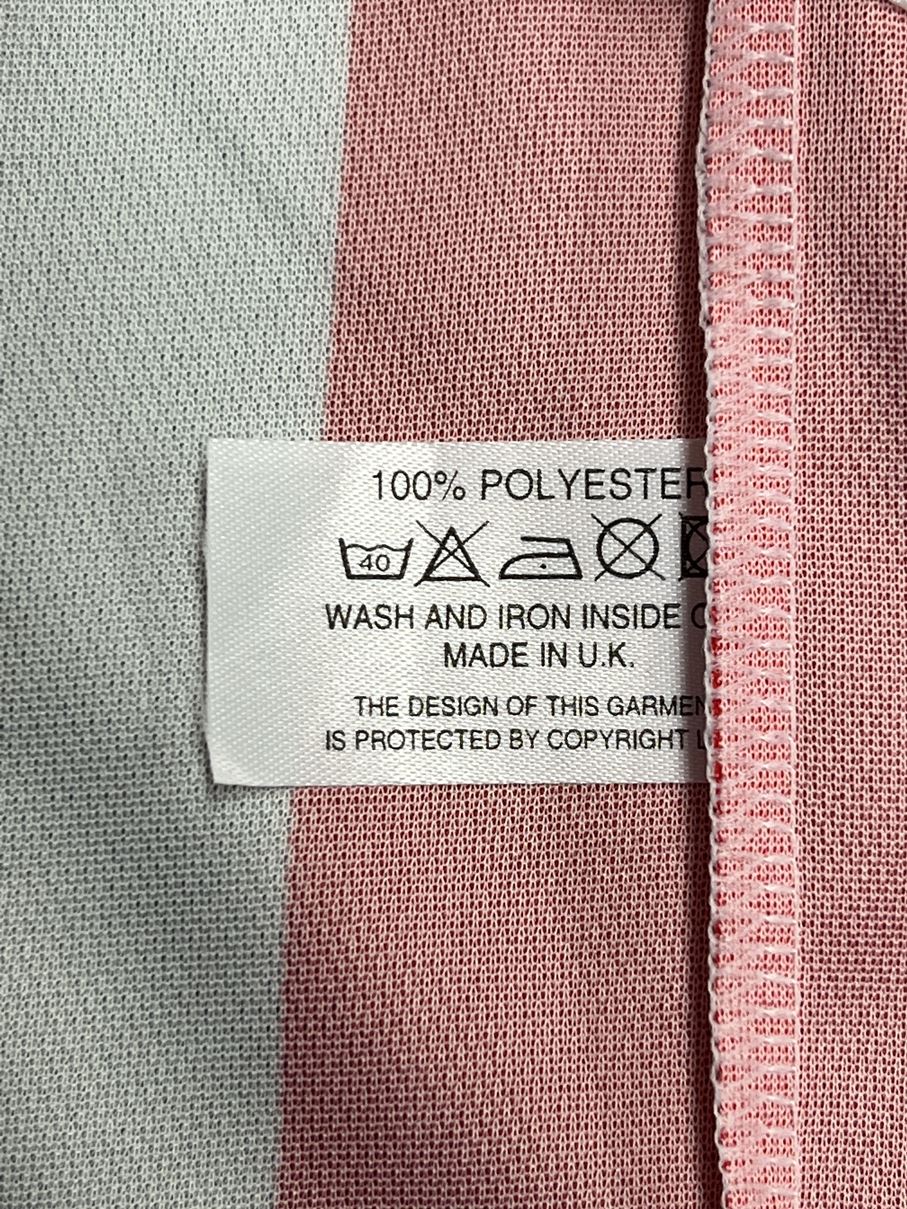 100% POLYESTER
40
WASH AND IRON INSIDE
MADE IN U.K.
THE DESIGN OF THIS GARMEN
IS PROTECTED BY COPYRIGHT